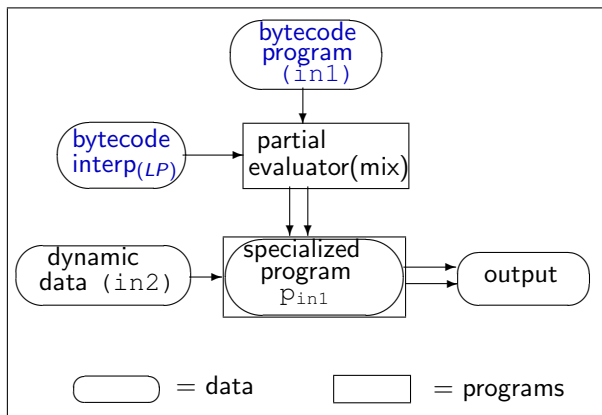 bytecode
program
(in1)
bytecode
interp(LP)
partial
evaluator(mix)
dynamic
data (in2)
specialized
program
pin1
output
= data
= programs